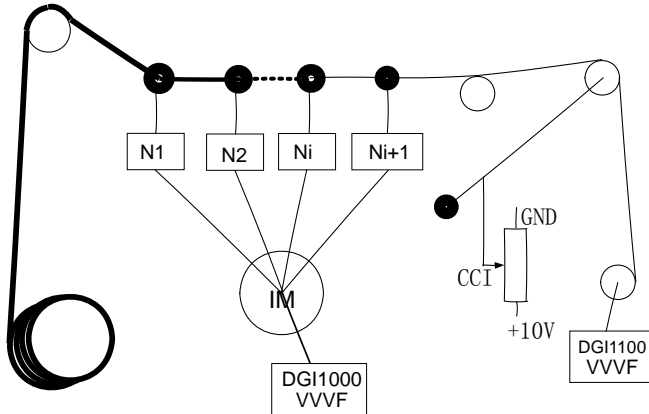 N1
N2
Ni
Ni+1
GND
CCI
IM
+10V
DGI1100
VVVF
DGI1000
VVVF